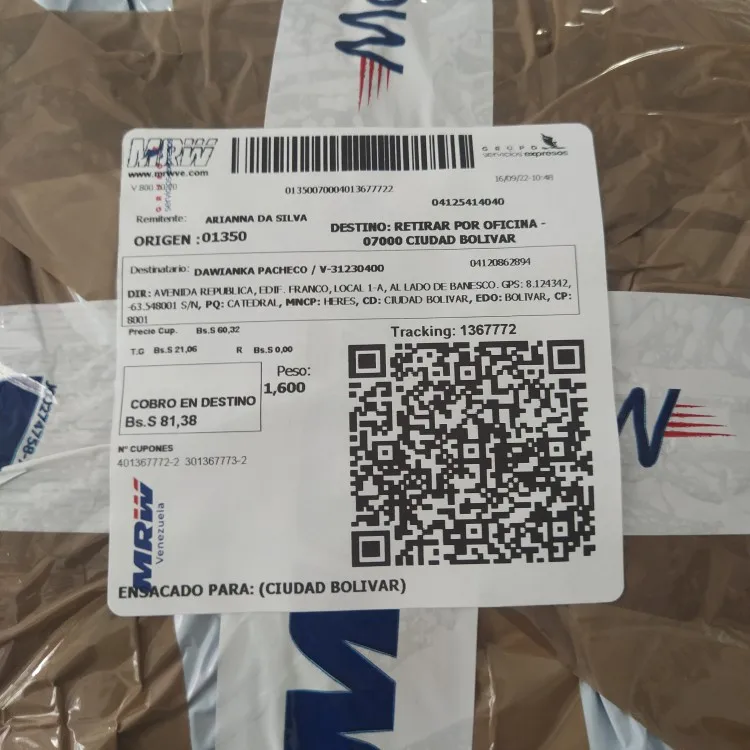 MRW
www.mrwve.com
V.800.20.20
01350070004013677722
GRUPO
servicios expresos
16/09/22-10:48
04125414040
Remitente: ARIANNA DA SILVA
ORIGEN :01350
DESTINO: RETIRAR POR OFICINA -
07000 CIUDAD BOLIVAR
Destinatario: DAWIANKA PACHECO / V-31230400
04120862894
DIR: AVENIDA REPUBLICA, EDIF. FRANCO, LOCAL 1-A, AL LADO DE BANESCO. GPS: 8.124342,
-63.548001 S/N, PQ: CATEDRAL, MNCP: HERES, CD: CIUDAD BOLIVAR, EDO: BOLIVAR, CP:
8001
Precie Cup. Bs.S 60,32
T.G Bs.S 21,06 R Bs.S 0,00
Tracking: 1367772
Peso:
1,600
COBRO EN DESTINO
Bs.S 81,38
N° CUPONES
401367772-2 301367773-2
MRW
Venezuela
ENSACADO PARA: (CIUDAD BOLIVAR)